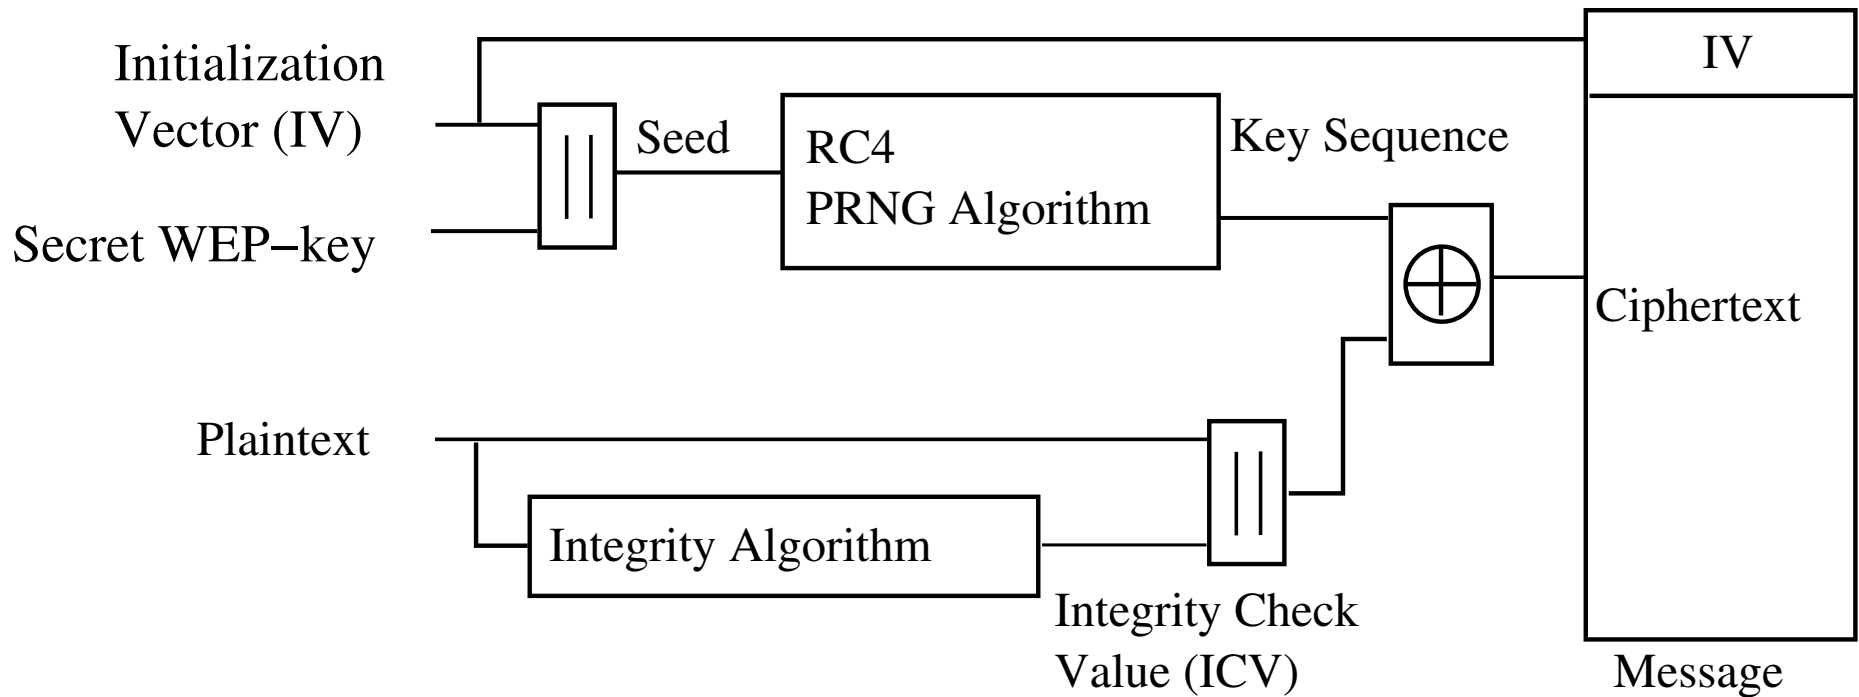 Initialization
Vector (IV)
IV
Seed
RC4
PRNG Algorithm
Key Sequence
Secret WEP−key
Ciphertext
Plaintext
Integrity Algorithm
Integrity Check
Value (ICV)
Message